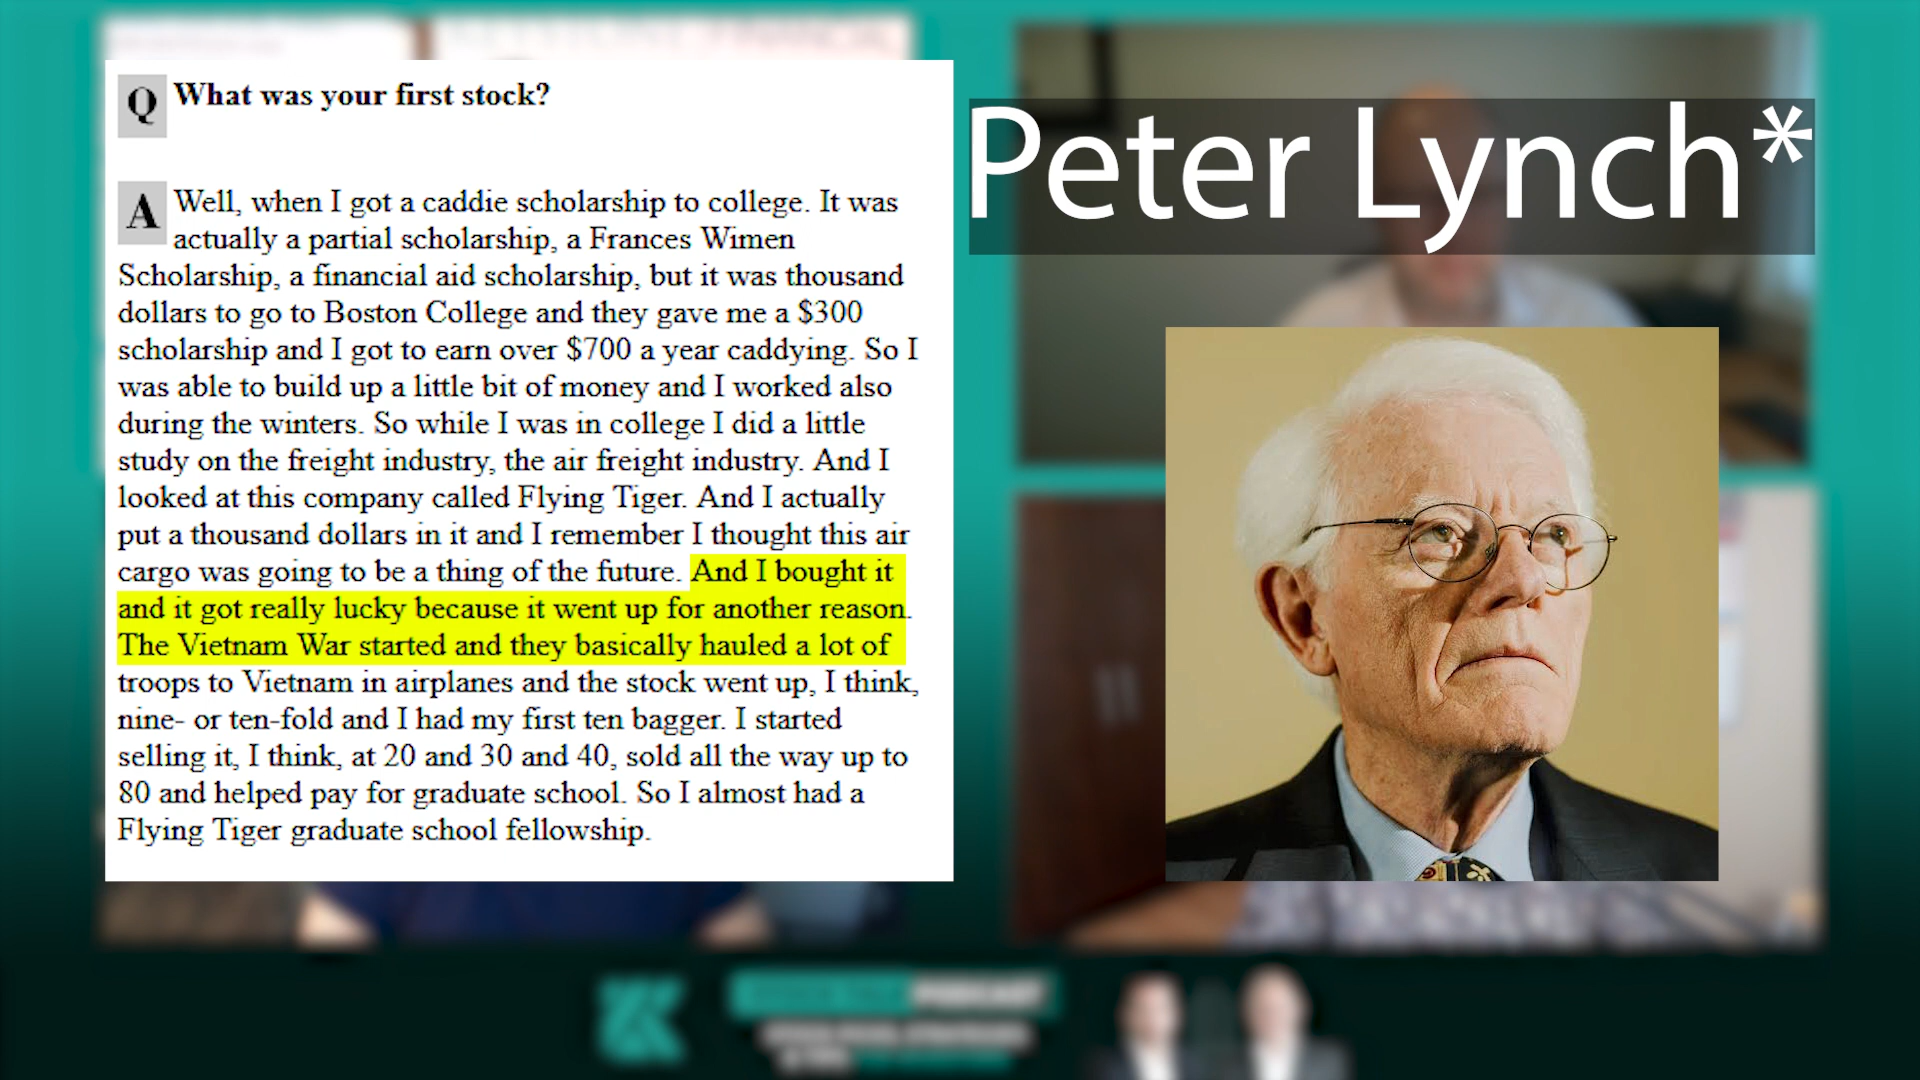 Q What was your first stock?
A Well, when I got a caddie scholarship to college. It was
actually a partial scholarship, a Frances Wimen
Scholarship, a financial aid scholarship, but it was thousand
dollars to go to Boston College and they gave me a $300
scholarship and I got to earn over $700 a year caddying. So I
was able to build up a little bit of money and I worked also
during the winters. So while I was in college I did a little
study on the freight industry, the air freight industry. And I
looked at this company called Flying Tiger. And I actually
put a thousand dollars in it and I remember I thought this air
cargo was going to be a thing of the future. And I bought it
and it got really lucky because it went up for another reason.
The Vietnam War started and they basically hauled a lot of
troops to Vietnam in airplanes and the stock went up, I think,
nine- or ten-fold and I had my first ten bagger. I started
selling it, I think, at 20 and 30 and 40, sold all the way up to
80 and helped pay for graduate school. So I almost had a
Flying Tiger graduate school fellowship.
Peter Lynch*
PODCAST